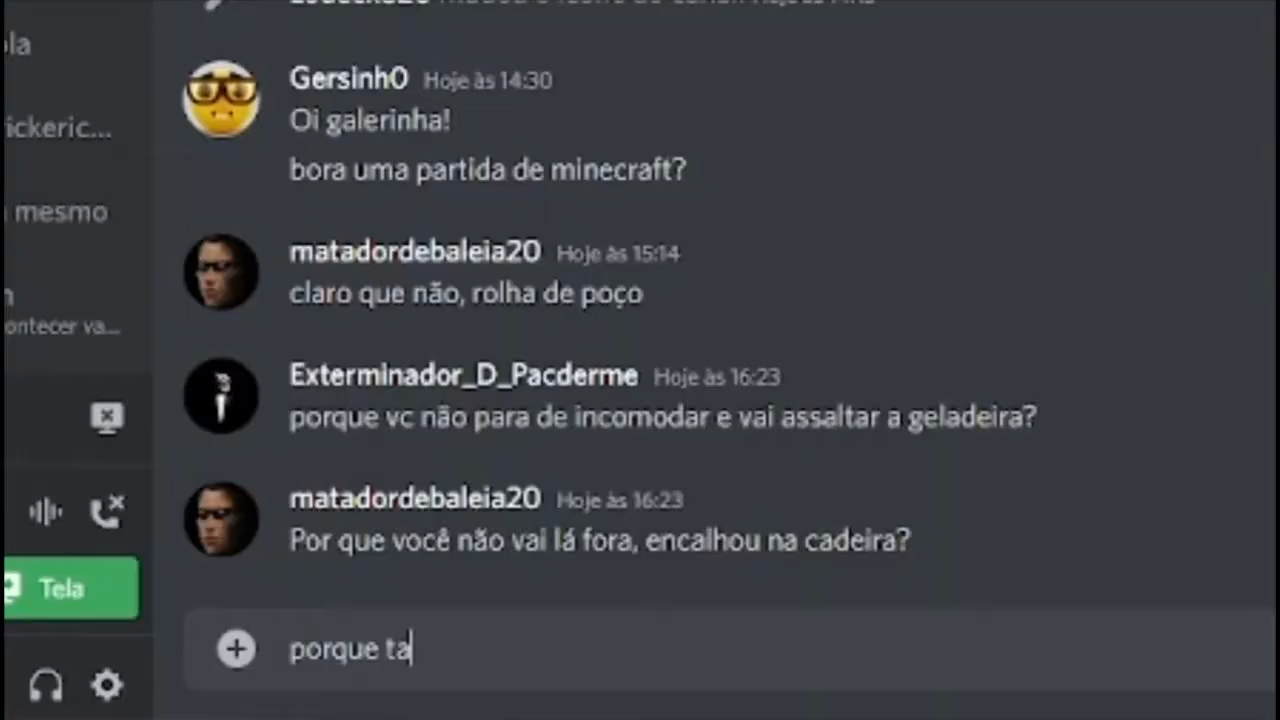 ola
Gersinh0 Hoje às 14:30
Oi galerinha!
ickeric...
bora uma partida de minecraft?
mesmo
matadordebaleia20 Hoje às 15:14
claro que não, rolha de poço
ontecer va...
Exterminador_D_Pacderme Hoje às 16:23
porque vc não para de incomodar e vai assaltar a geladeira?
matadordebaleia20 Hoje às 16:23
Por que você não vai lá fora, encalhou na cadeira?
Tela
porque ta